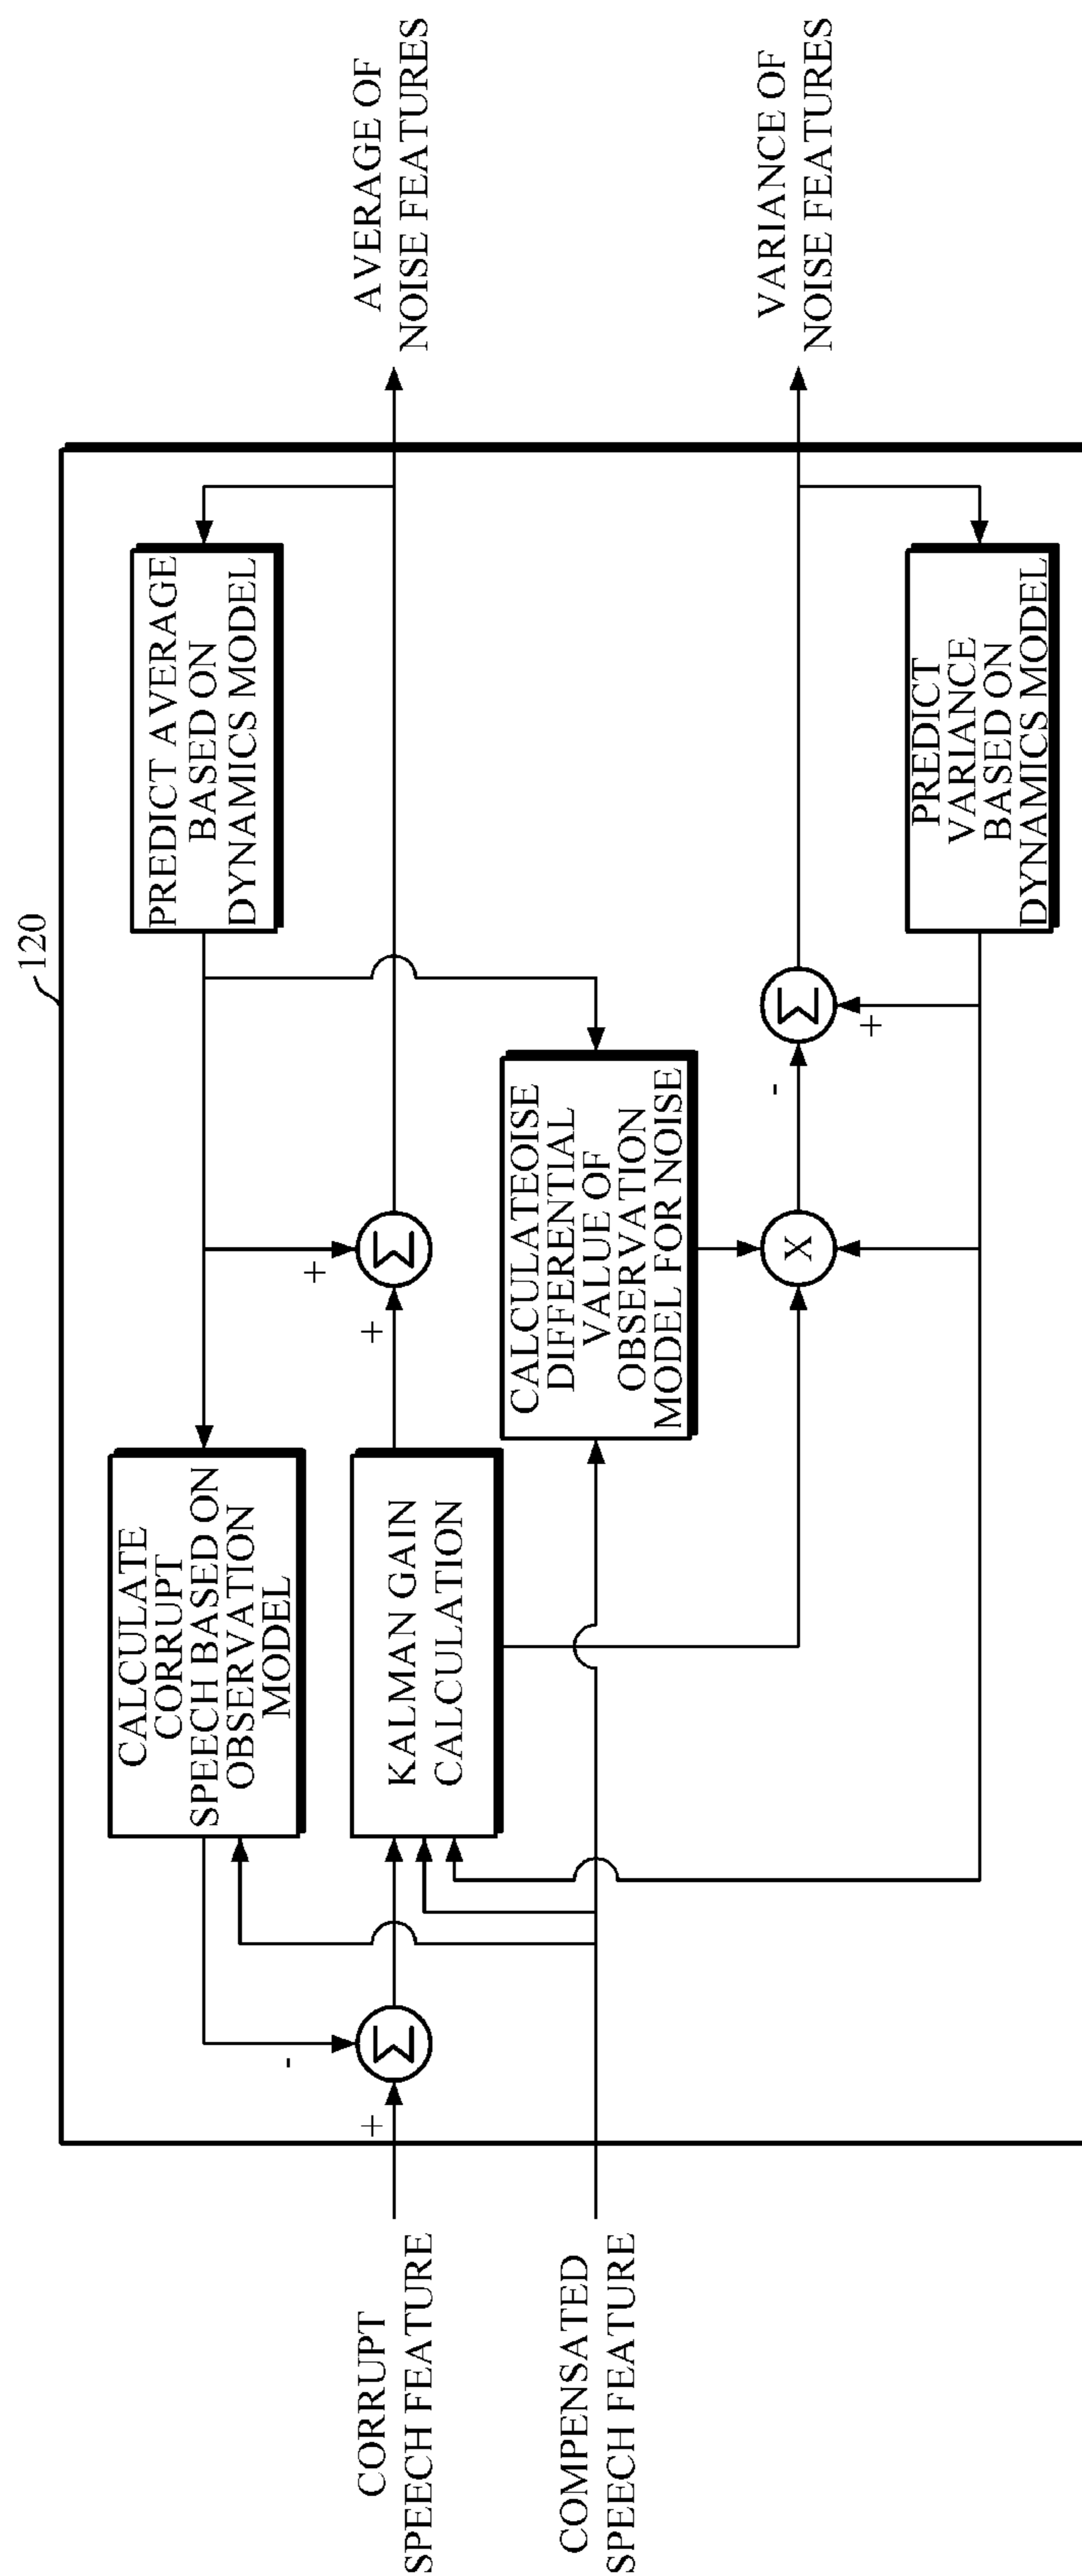 120
CORRUPT
SPEECH FEATURE
COMPENSATED
SPEECH FEATURE
+
-
Σ
CALCULATE
CORRUPT
SPEECH BASED ON
OBSERVATION
MODEL
KALMAN GAIN
CALCULATION
+
+
Σ
CALCULATEOISE
DIFFERENTIAL
VALUE OF
OBSERVATION
MODEL FOR NOISE
X
-
+
Σ
PREDICT AVERAGE
BASED ON
DYNAMICS MODEL
PREDICT
VARIANCE
BASED ON
DYNAMICS MODEL
AVERAGE OF
NOISE FEATURES
VARIANCE OF
NOISE FEATURES